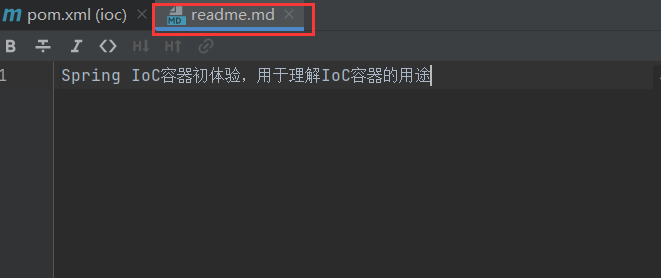 pom.xml (ioc)
readme.md
B I <> H↓ H↑
1
Spring IoC容器初体验，用于理解IoC容器的用途